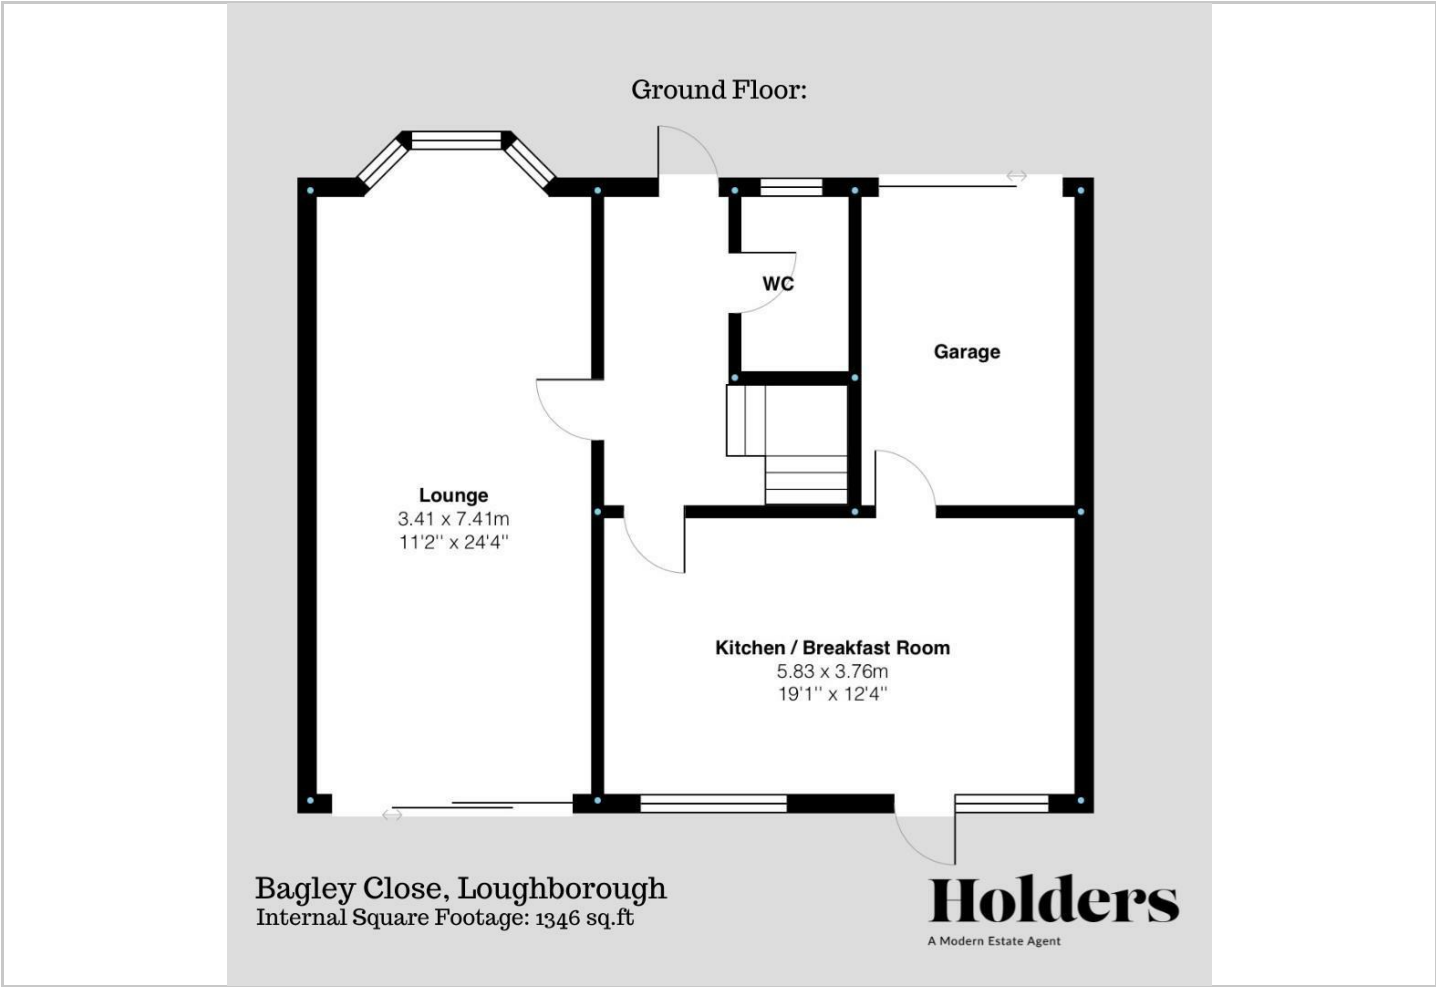 Ground Floor:
WC
Garage
Lounge
3.41 x 7.41m
11'2'' x 24'4''
Kitchen / Breakfast Room
5.83 x 3.76m
19'1'' x 12'4''
Bagley Close, Loughborough
Internal Square Footage: 1346 sq.ft
Holders
A Modern Estate Agent